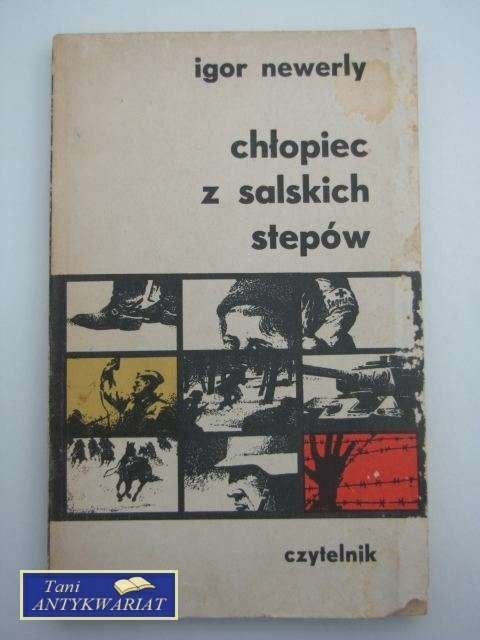 igor newerly
chłopiec
z salskich
stepów
czytelnik
Tani
ANTYKWARIAT